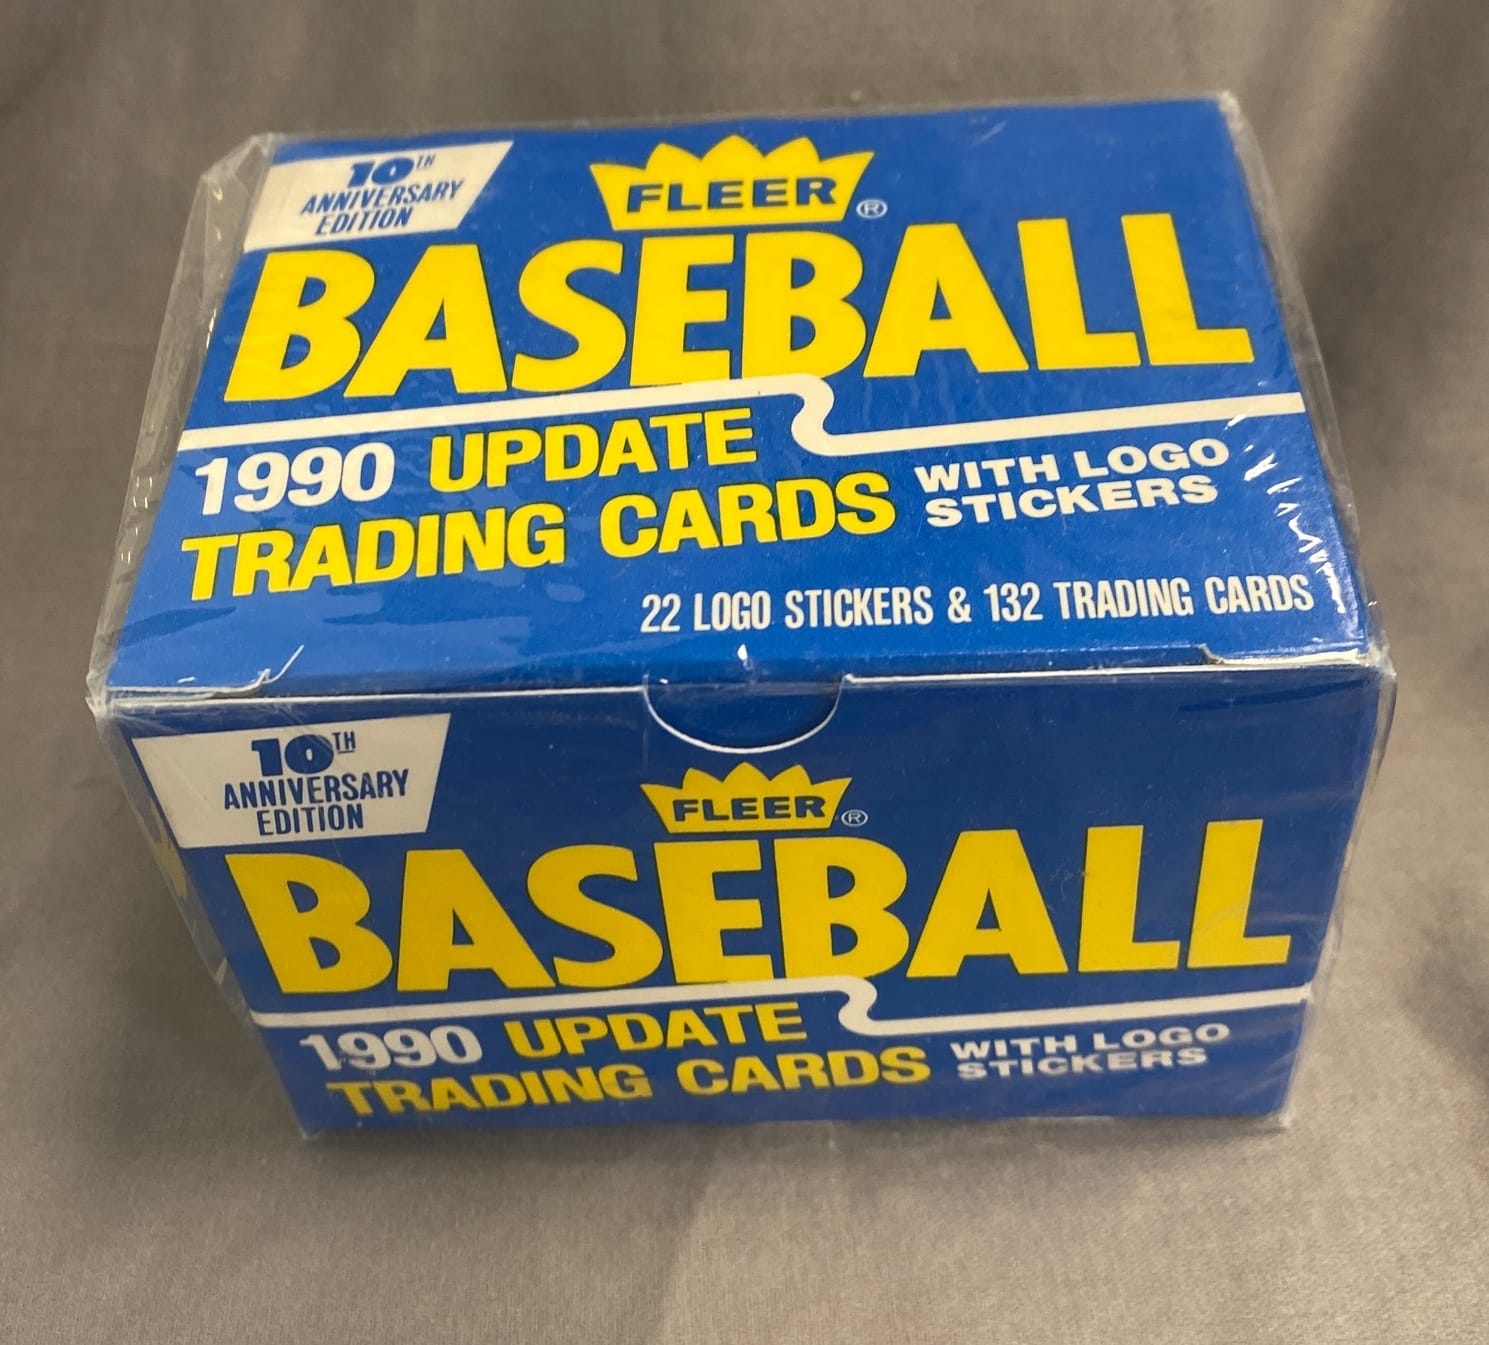 10TH
ANNIVERSARY
EDITION
FLEER®
BASEBALL
1990 UPDATE
TRADING CARDS
WITH LOGO
STICKERS
22 LOGO STICKERS & 132 TRADING CARDS
10TH
ANNIVERSARY
EDITION
FLEER®
BASEBALL
1990 UPDATE
TRADING CARDS
WITH LOGO
STICKERS